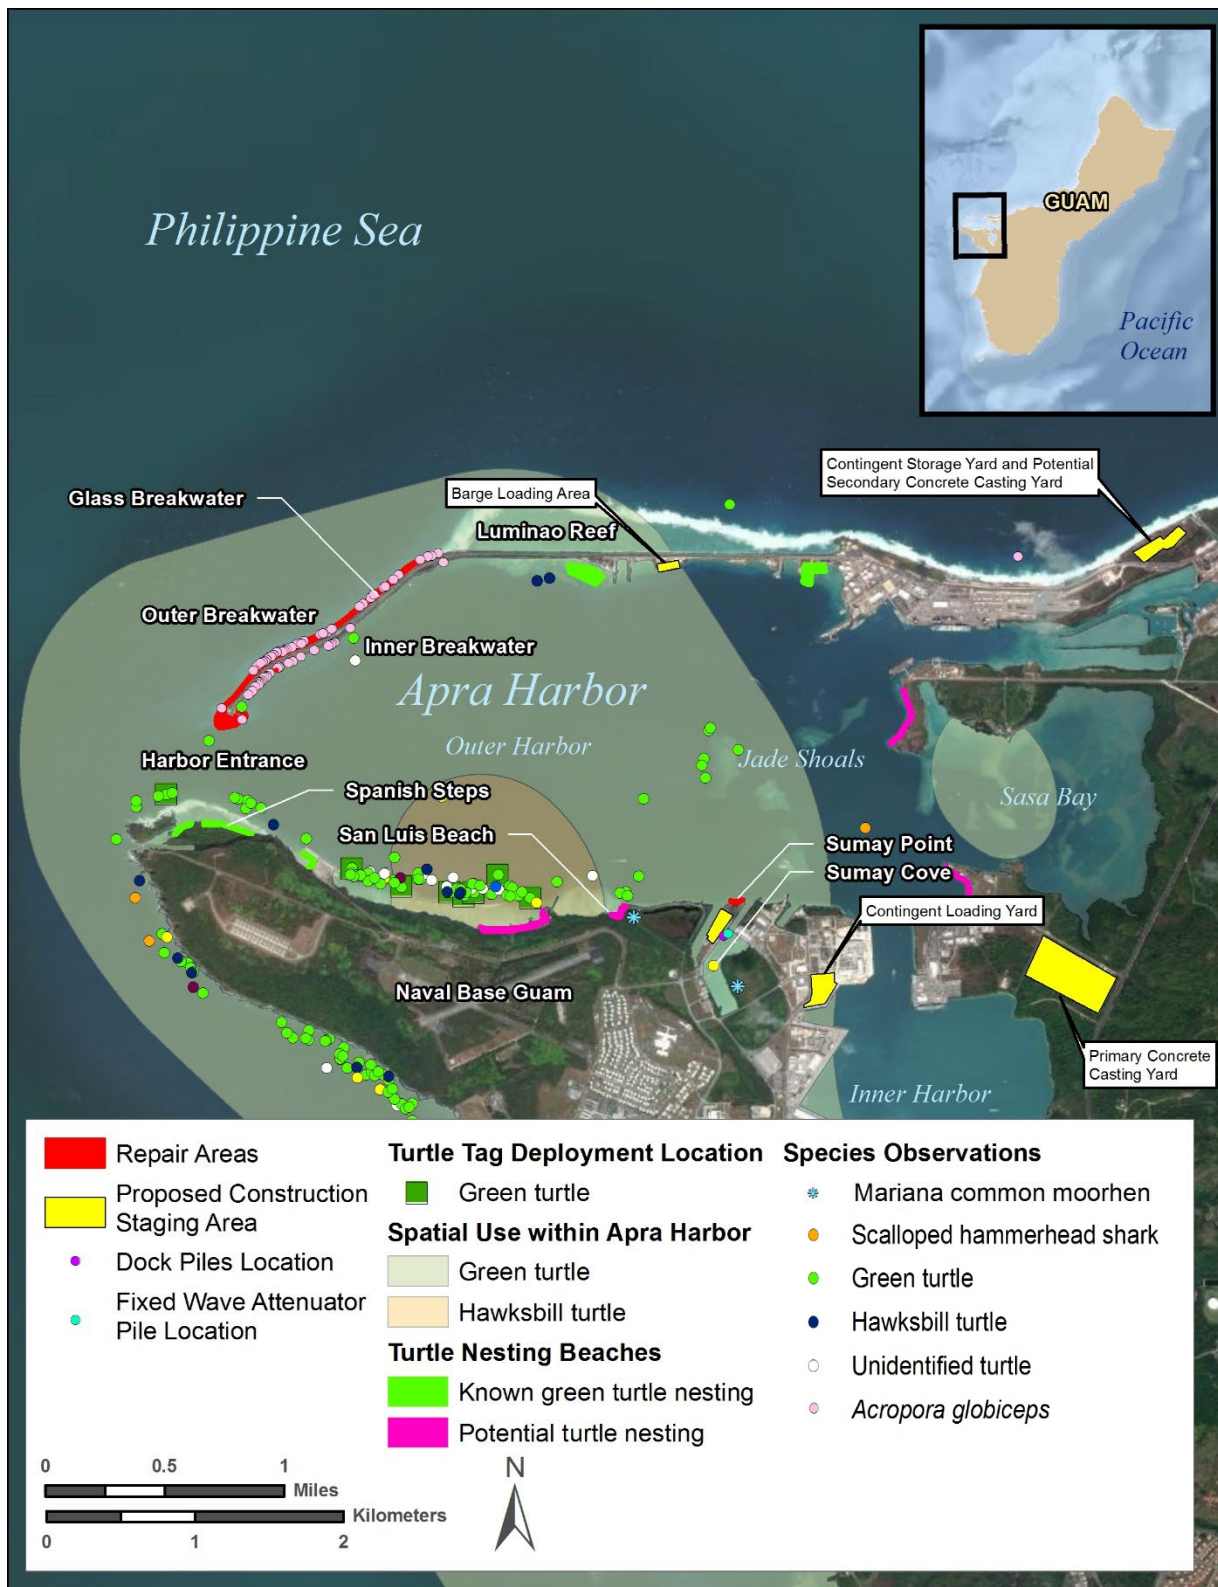 GUAM
Pacific
Ocean
Philippine Sea
Contingent Storage Yard and Potential
Secondary Concrete Casting Yard
Glass Breakwater
Barge Loading Area
Luminao Reef
Outer Breakwater
Inner Breakwater
Apra Harbor
Outer Harbor
Jade Shoals
Harbor Entrance
Spanish Steps
Sasa Bay
San Luis Beach
Sumay Point
Sumay Cove
Contingent Loading Yard
Naval Base Guam
Primary Concrete
Casting Yard
Inner Harbor
Repair Areas
Proposed Construction
Staging Area
Dock Piles Location
Fixed Wave Attenuator
Pile Location
Turtle Tag Deployment Location
Green turtle
Spatial Use within Apra Harbor
Green turtle
Hawksbill turtle
Turtle Nesting Beaches
Known green turtle nesting
Potential turtle nesting
Species Observations
Mariana common moorhen
Scalloped hammerhead shark
Green turtle
Hawksbill turtle
Unidentified turtle
Acropora globiceps
0 0.5 1
Miles
Kilometers
0 1 2
N